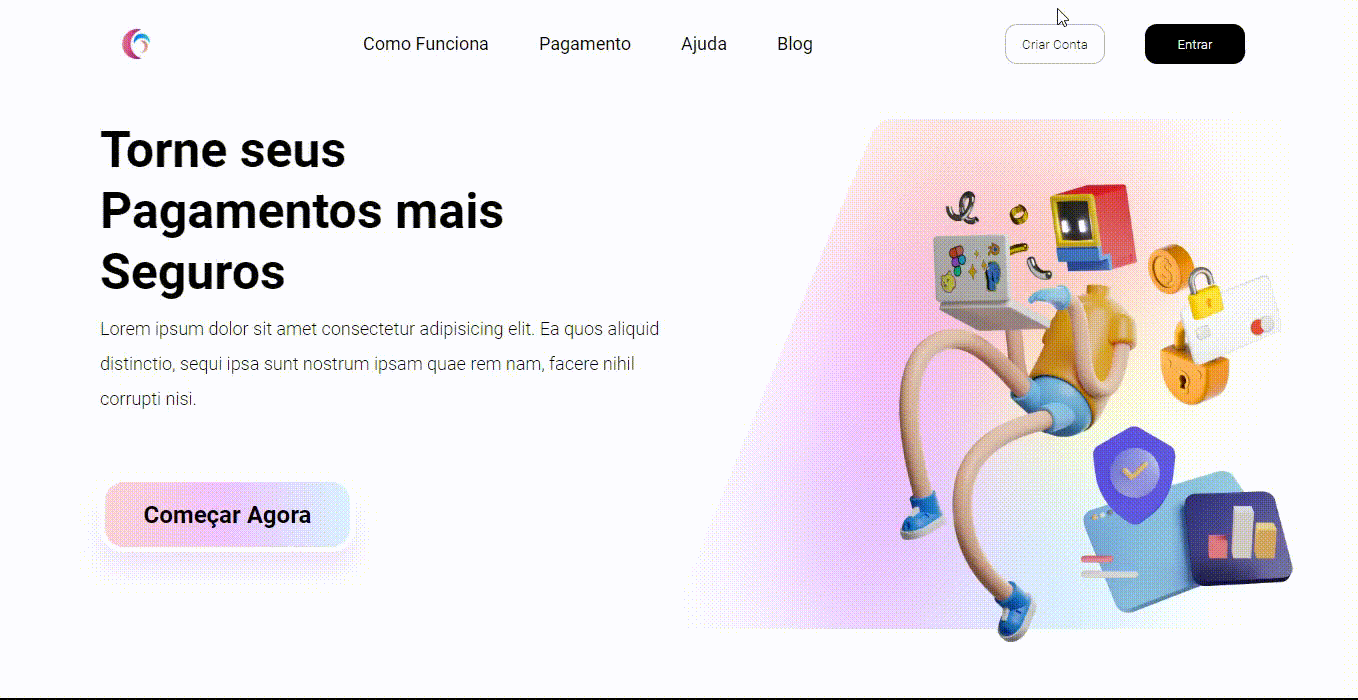 Como Funciona Pagamento Ajuda Blog Criar Conta Entrar
Torne seus
Pagamentos mais
Seguros
Lorem ipsum dolor sit amet consectetur adipisicing elit. Ea quos aliquid
distinctio, sequi ipsa sunt nostrum ipsam quae rem nam, facere nihil
corrupti nisi.
Começar Agora